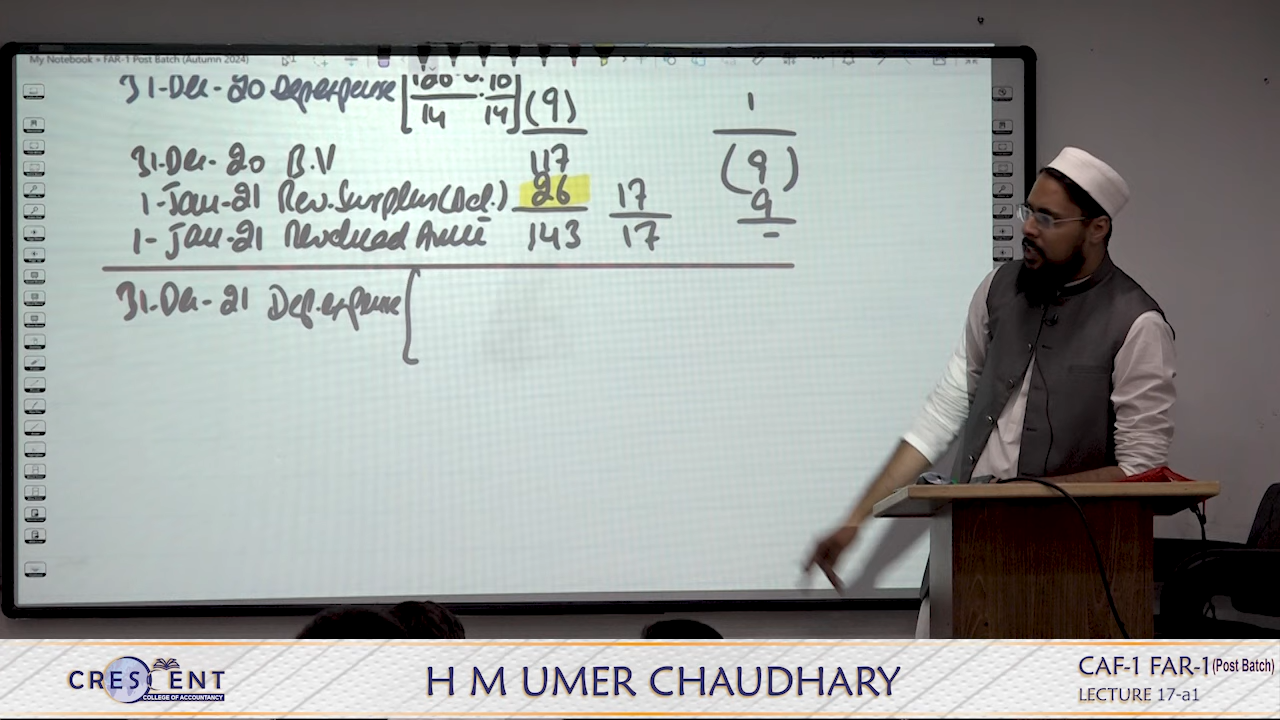 My Notebook » FAR-1 Post Batch (Autumn 2024)
31-Dec-20 Dep.expense [ 10
14 14 ] (9) 1
31-Dec-20 B.V 117 (9)
1-Jan-21 Rev.Surplus(Bal.) 26 17 9
1-Jan-21 Revalued Amt 143 17 -
31-Dec-21 Dep.expense [
CRESCENT
COLLEGE OF ACCOUNTANCY
H M UMER CHAUDHARY
CAF-1 FAR-1(Post Batch)
LECTURE 17-a1